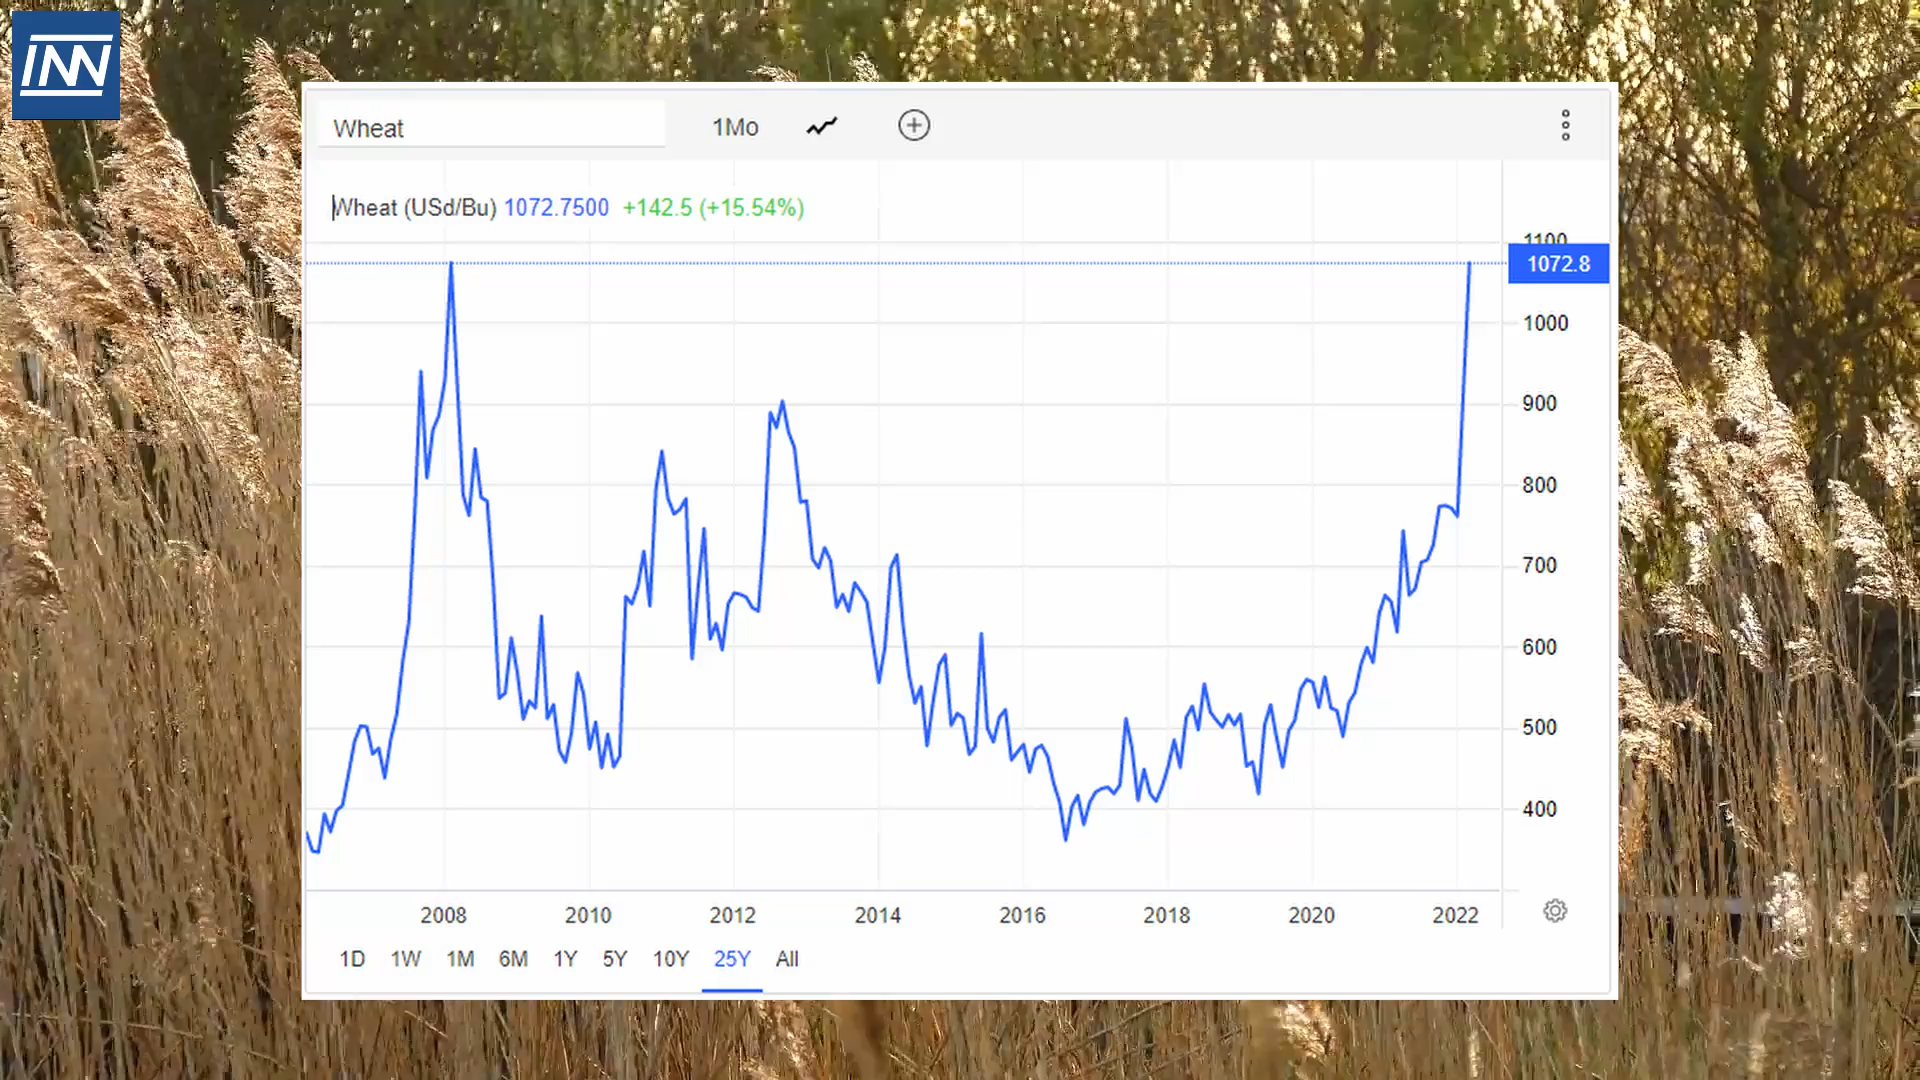 INN
Wheat
1Mo
Wheat (USd/Bu) 1072.7500 +142.5 (+15.54%)
1100
1072.8
1000
900
800
700
600
500
400
2008 2010 2012 2014 2016 2018 2020 2022
1D 1W 1M 6M 1Y 5Y 10Y 25Y All